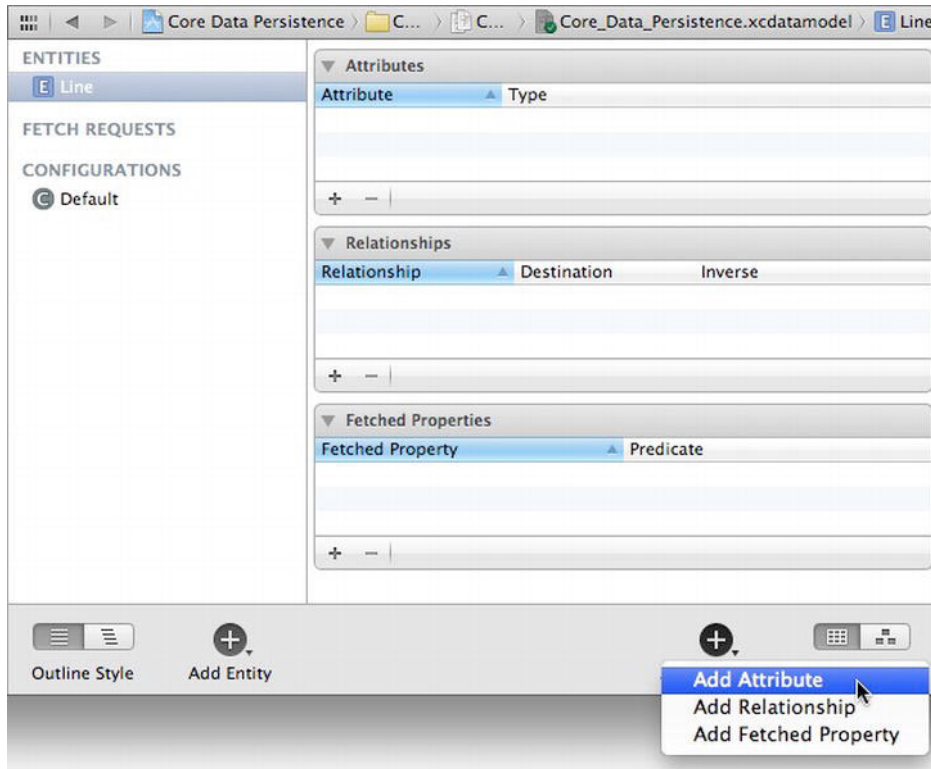 Core Data Persistence C... C... Core_Data_Persistence.xcdatamodel E Line
ENTITIES
E Line
FETCH REQUESTS
CONFIGURATIONS
C Default
Attributes
Attribute Type
Relationships
Relationship Destination Inverse
Fetched Properties
Fetched Property Predicate
Outline Style Add Entity
Add Attribute
Add Relationship
Add Fetched Property